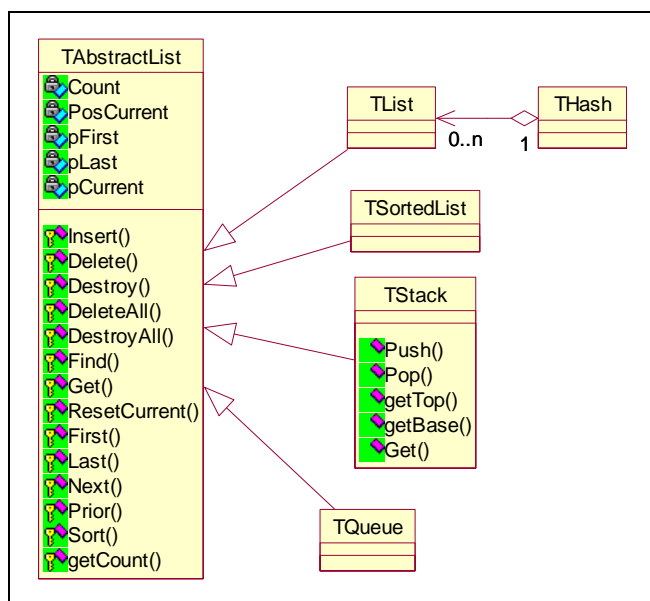 TAbstractList
Count
PosCurrent
pFirst
pLast
pCurrent
Insert()
Delete()
Destroy()
DeleteAll()
DestroyAll()
Find()
Get()
ResetCurrent()
First()
Last()
Next()
Prior()
Sort()
getCount()
TList
0..n
1
THash
TSortedList
TStack
Push()
Pop()
getTop()
getBase()
Get()
TQueue